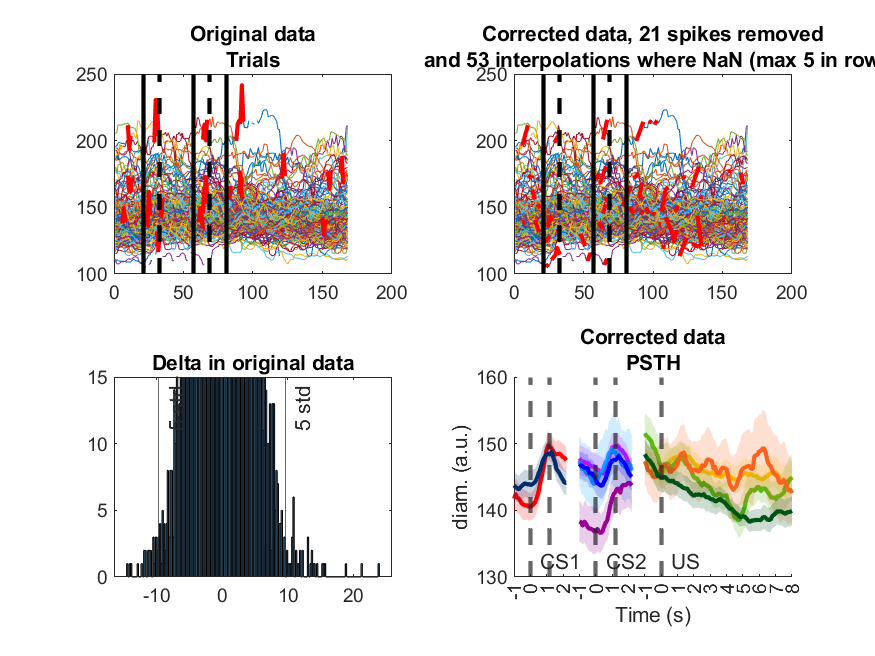 Original data
Trials
250
200
150
100
0 50 100 150 200
Corrected data, 21 spikes removed
and 53 interpolations where NaN (max 5 in row
250
200
150
100
0 50 100 150 200
Delta in original data
15
10
5
0
-10 0 10 20
5 std
Corrected data
PSTH
160
150
140
130
diam. (a.u.)
CS1 CS2 US
-1 0 1 2 -1 0 1 2 -1 0 1 2 3 4 5 6 7 8
Time (s)